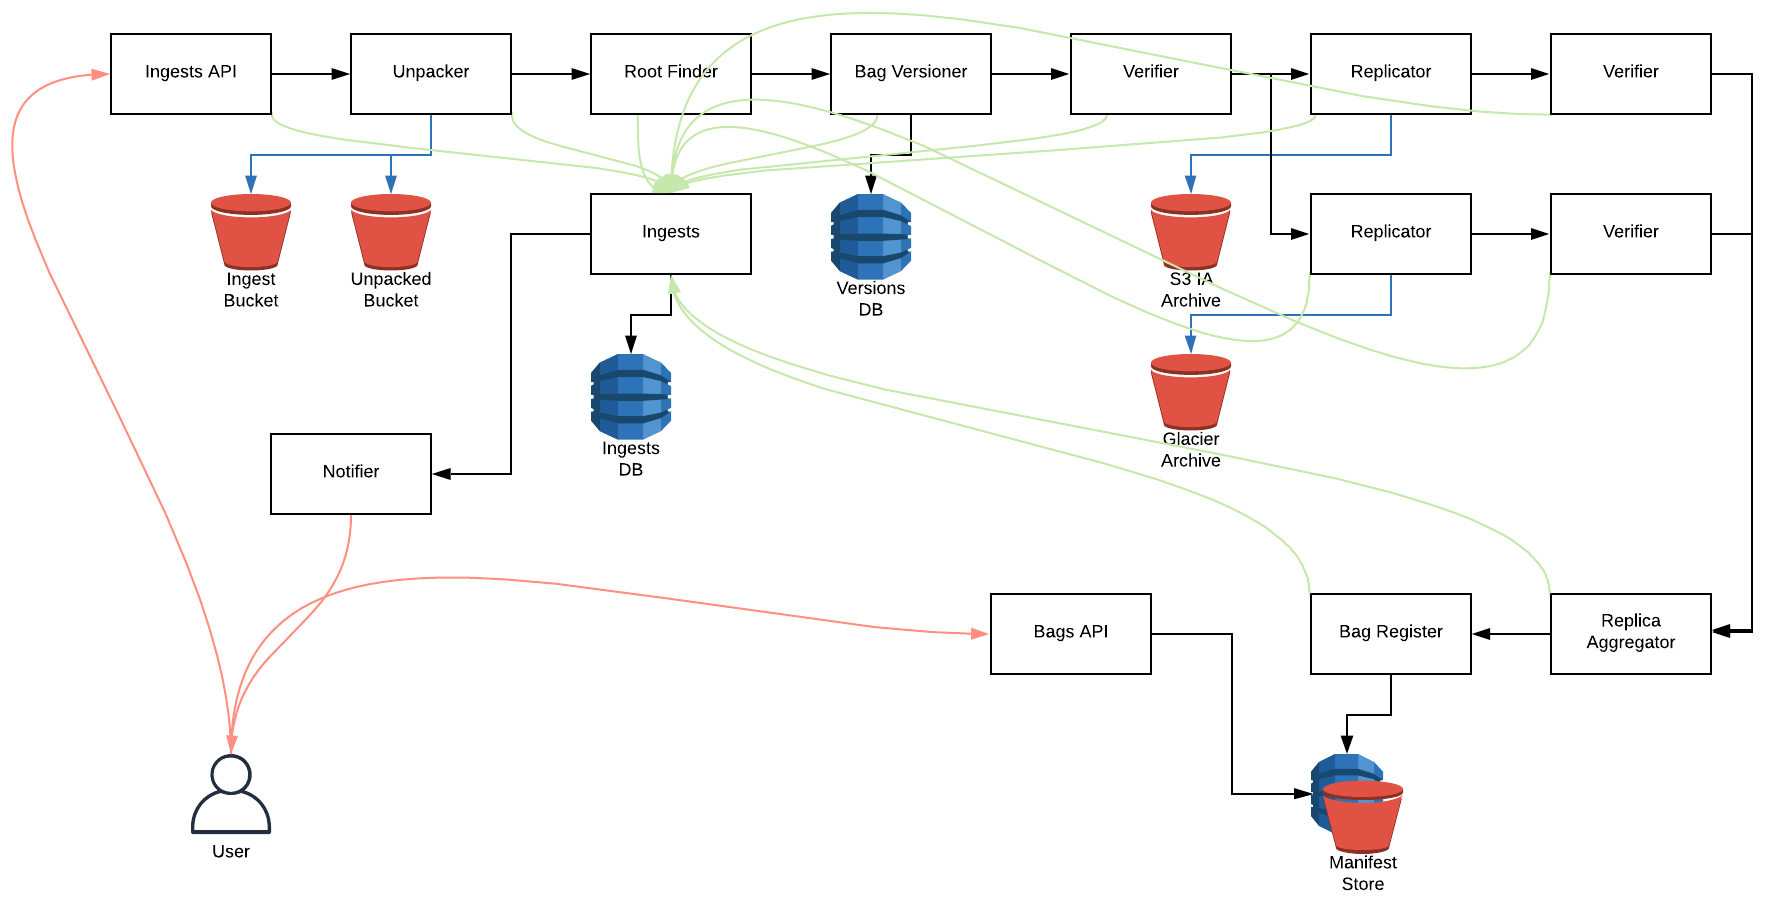 Ingests API
Unpacker
Root Finder
Bag Versioner
Verifier
Replicator
Verifier
Ingests
Replicator
Verifier
Ingest
Bucket
Unpacked
Bucket
Versions
DB
S3 IA
Archive
Ingests
DB
Glacier
Archive
Notifier
Bags API
Bag Register
Replica
Aggregator
User
Manifest
Store